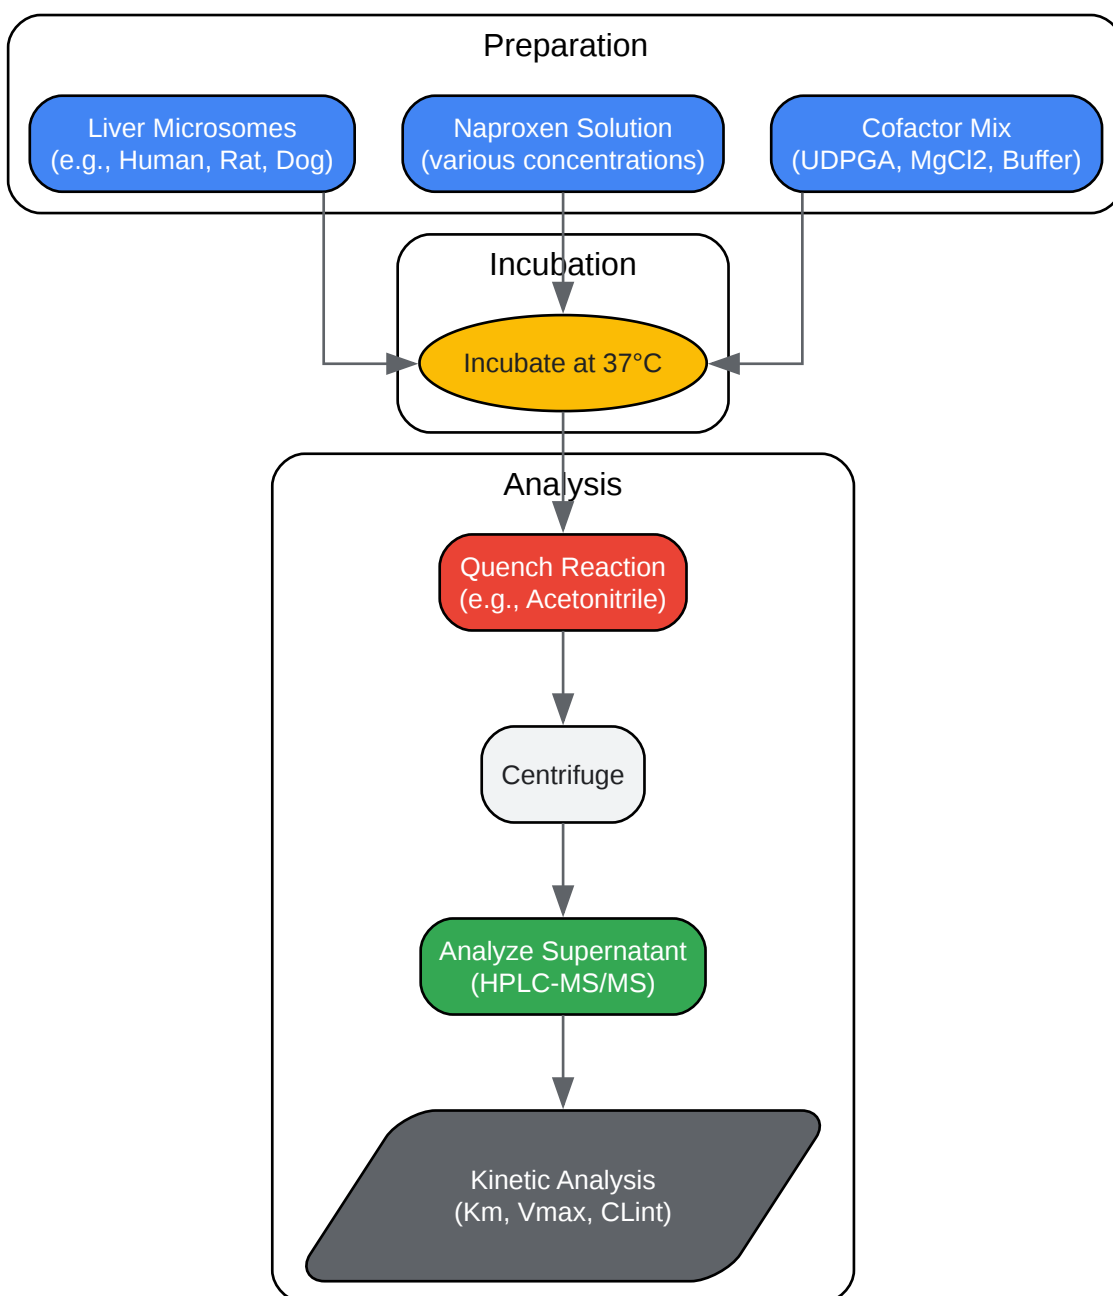 Preparation
Liver Microsomes
(e.g., Human, Rat, Dog)
Naproxen Solution
(various concentrations)
Cofactor Mix
(UDPGA, MgCl2, Buffer)
Incubation
Incubate at 37°C
Analysis
Quench Reaction
(e.g., Acetonitrile)
Centrifuge
Analyze Supernatant
(HPLC-MS/MS)
Kinetic Analysis
(Km, Vmax, CLint)